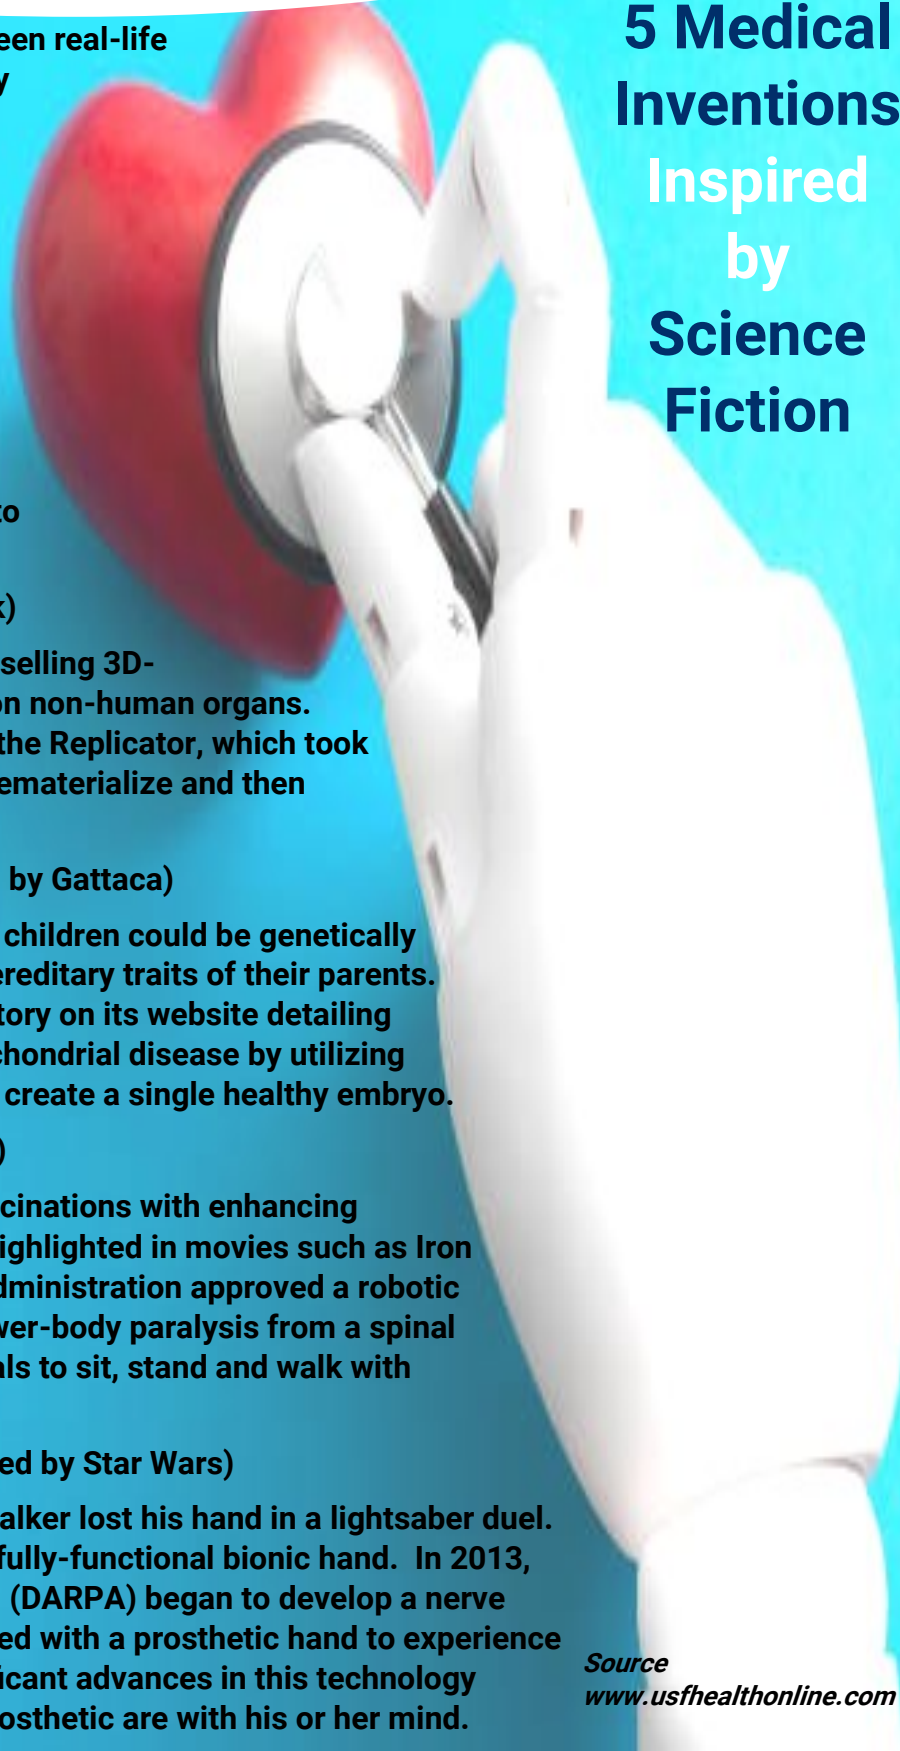 een real-life
y
5 Medical
Inventions
Inspired
by
Science
Fiction
to
k)
selling 3D-
on non-human organs.
the Replicator, which took
ematerialize and then
by Gattaca)
children could be genetically
ereditary traits of their parents.
tory on its website detailing
chondrial disease by utilizing
create a single healthy embryo.
)
cinations with enhancing
ighlighted in movies such as Iron
dministration approved a robotic
wer-body paralysis from a spinal
als to sit, stand and walk with
ed by Star Wars)
alker lost his hand in a lightsaber duel.
fully-functional bionic hand.  In 2013,
(DARPA) began to develop a nerve
ed with a prosthetic hand to experience
ficant advances in this technology
osthetic are with his or her mind.
Source
www.usfhealthonline.com